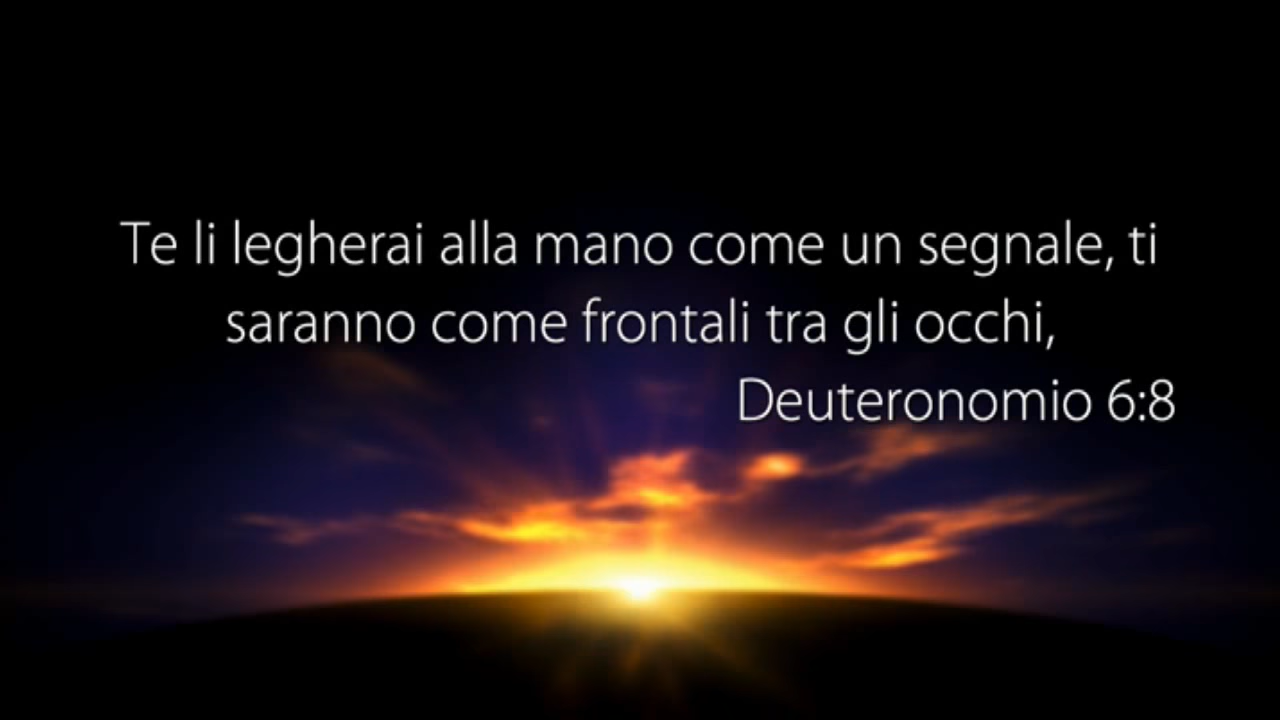 Te li legherai alla mano come un segnale, ti
saranno come frontali tra gli occhi,
Deuteronomio 6:8